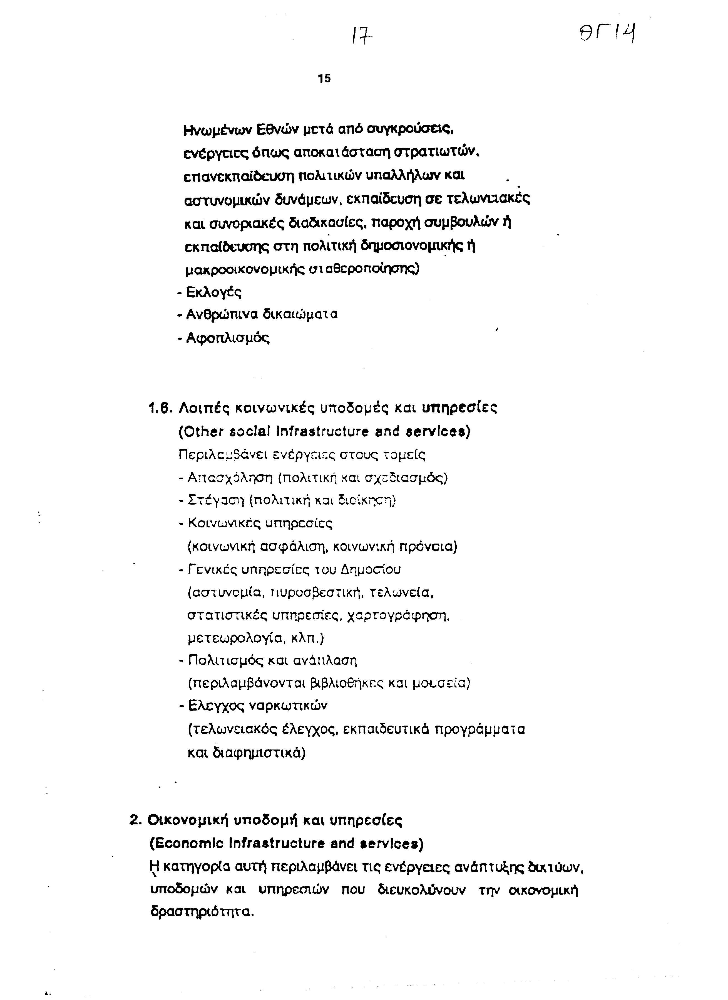 17
ΘΓ14
15
Ηνωμένων Εθνών μετά από συγκρούσεις,
ενέργειες όπως αποκατάσταση στρατιωτών,
επανεκπαίδευση πολιτικών υπαλλήλων και
αστυνομικών δυνάμεων, εκπαίδευση σε τελωνιιακές
και συνοριακές διαδικασίες, παροχή συμβουλών ή
εκπαίδευσης στη πολιτική δημοσιονομικής ή
μακροοικονομικής σταθεροποίησης)
- Εκλογές
- Ανθρώπινα δικαιώματα
- Αφοπλισμός
1.6. Λοιπές κοινωνικές υποδομές και υπηρεσίες
(Other social infrastructure and services)
Περιλαμβάνει ενέργειες στους τομείς
- Απασχόληση (πολιτική και σχεδιασμός)
- Στέγαση (πολιτική και διοίκηση)
- Κοινωνικές υπηρεσίες
(κοινωνική ασφάλιση, κοινωνική πρόνοια)
- Γενικές υπηρεσίες του Δημοσίου
(αστυνομία, πυροσβεστική, τελωνεία,
στατιστικές υπηρεσίες, χαρτογράφηση,
μετεωρολογία, κλπ.)
- Πολιτισμός και ανάπλαση
(περιλαμβάνονται βιβλιοθήκες και μουσεία)
- Ελεγχος ναρκωτικών
(τελωνειακός έλεγχος, εκπαιδευτικά προγράμματα
και διαφημιστικά)
2. Οικονομική υποδομή και υπηρεσίες
(Economic infrastructure and services)
Η κατηγορία αυτή περιλαμβάνει τις ενέργειες ανάπτυξης δικτύων,
υποδομών και υπηρεσιών που διευκολύνουν την οικονομική
δραστηριότητα.